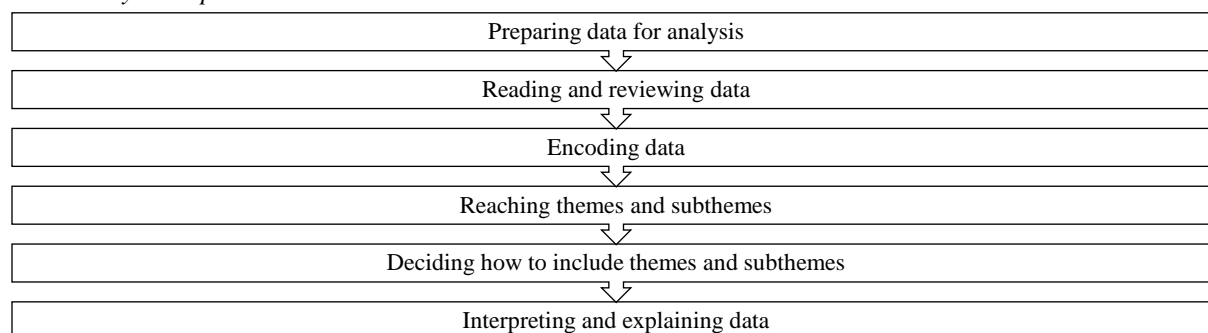 Preparing data for analysis
Reading and reviewing data
Encoding data
Reaching themes and subthemes
Deciding how to include themes and subthemes
Interpreting and explaining data